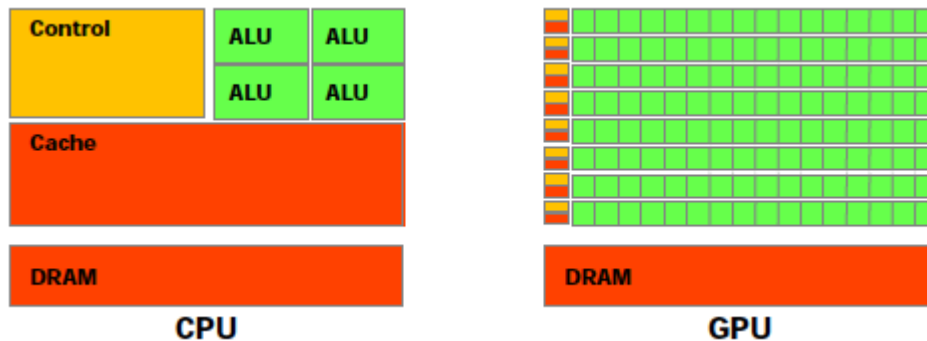 Control
ALU
ALU
ALU
ALU
Cache
DRAM
CPU
DRAM
GPU